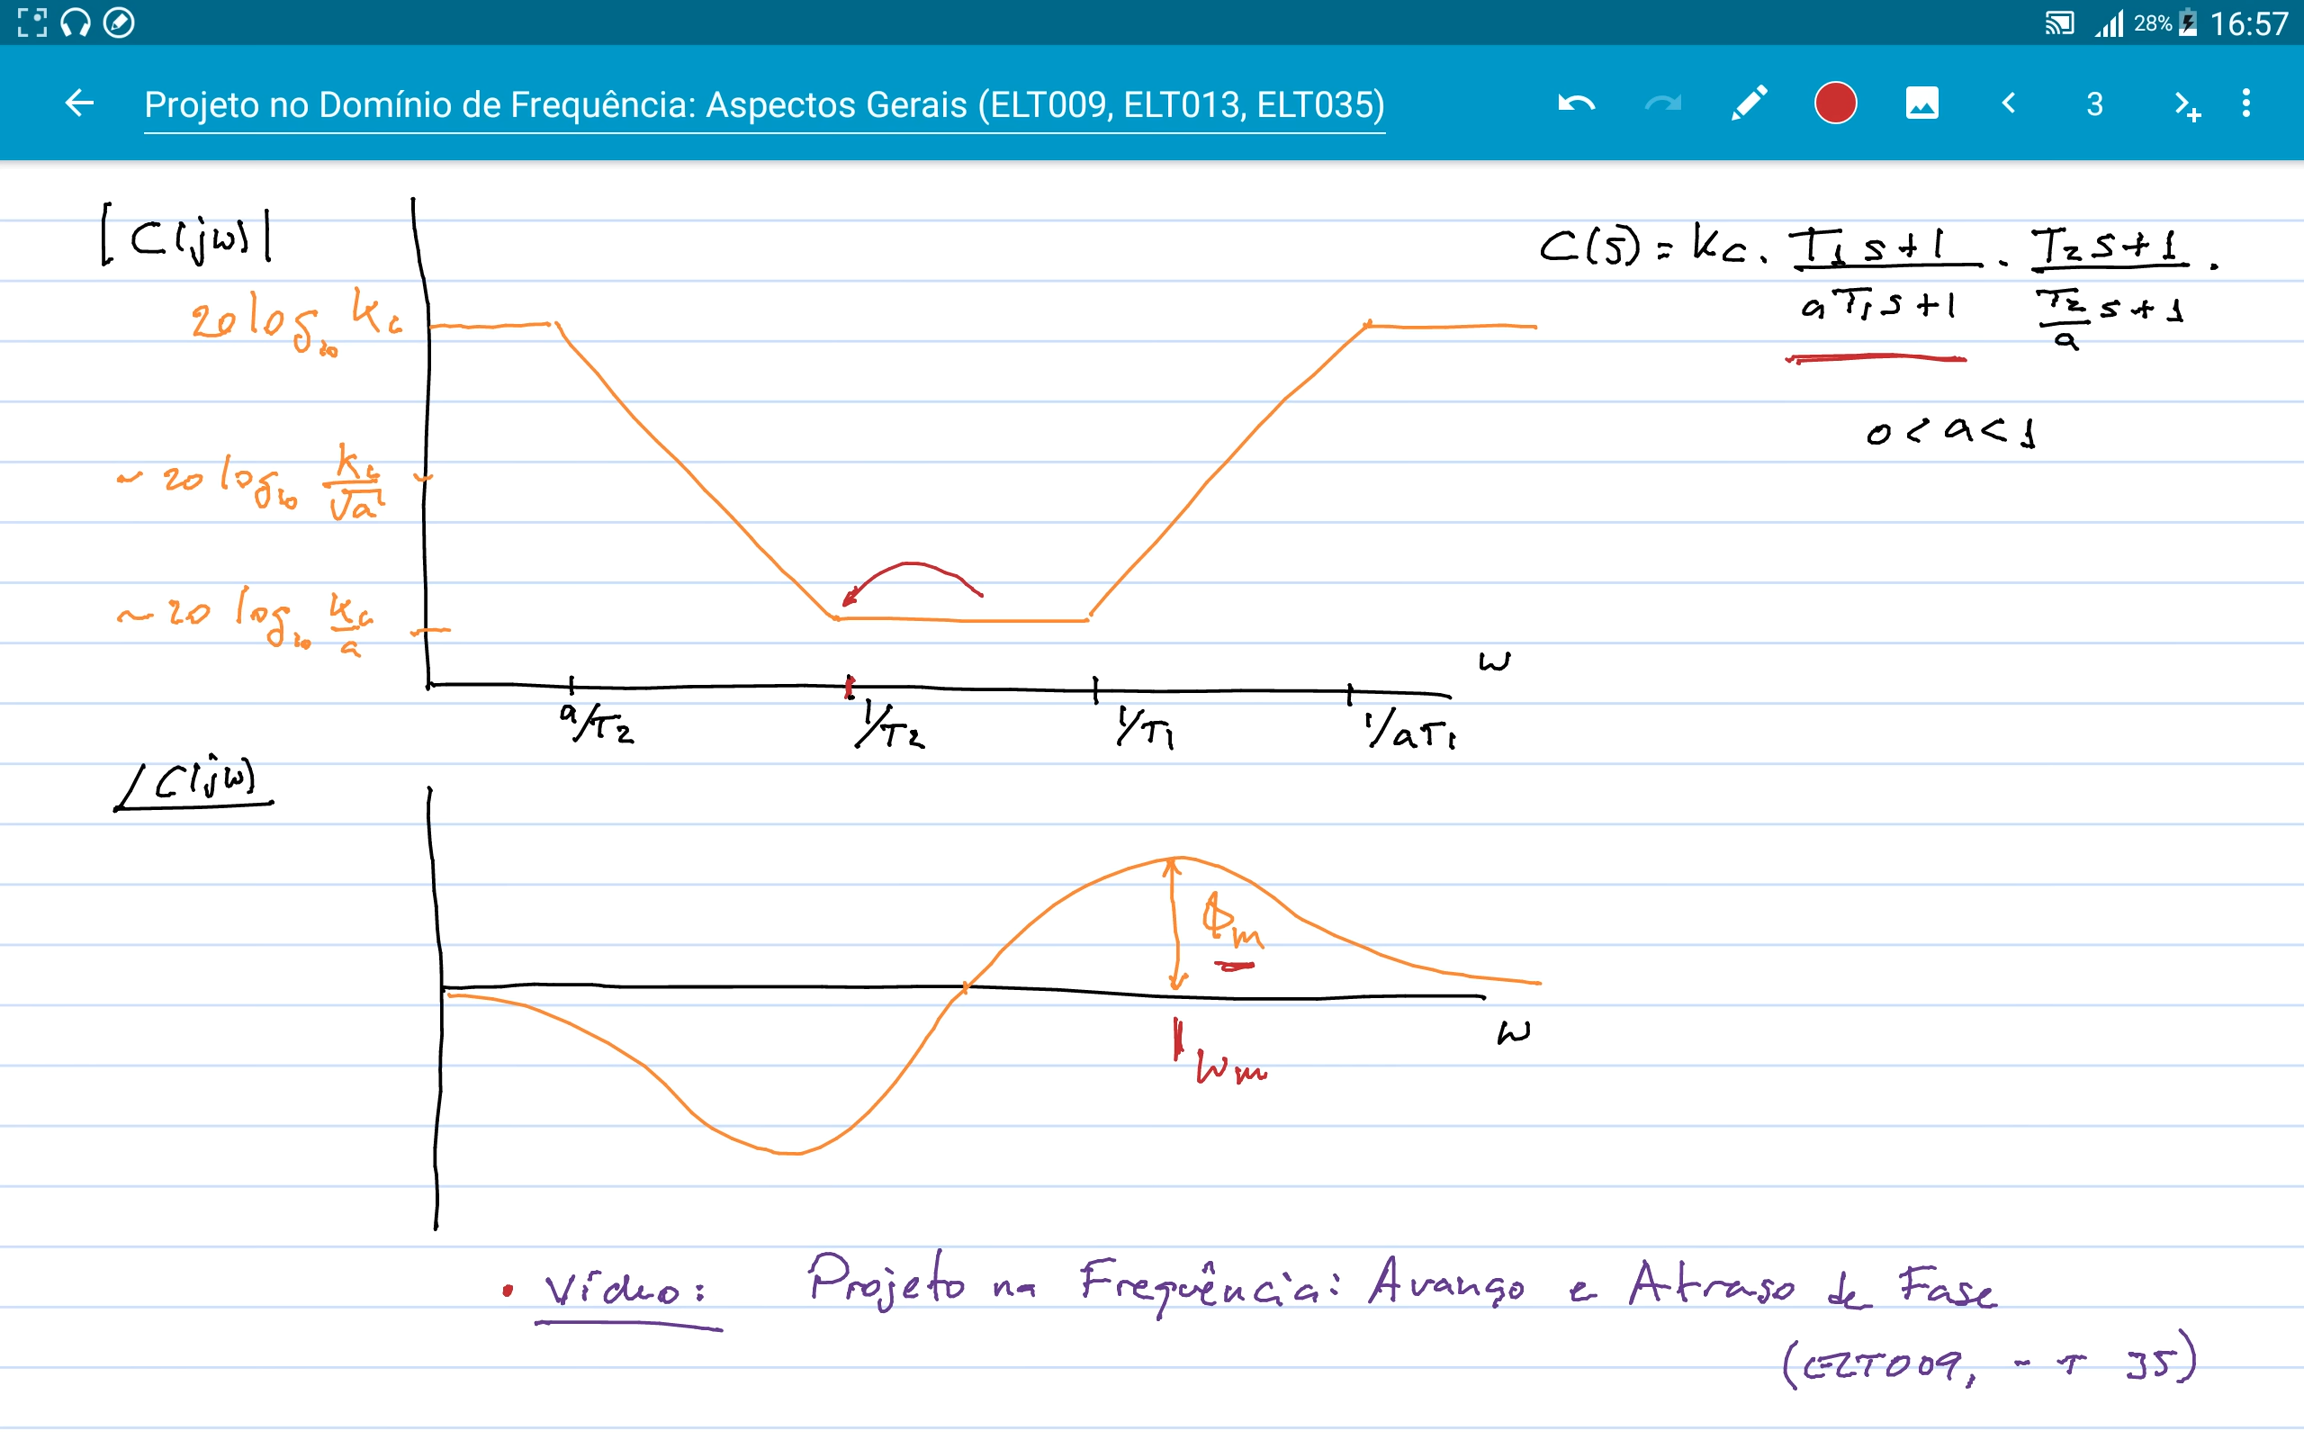 28% 16:57
Projeto no Domínio de Frequência: Aspectos Gerais (ELT009, ELT013, ELT035) 3
|C(jω)|
C(s) = Kc . T1s+1 . T2s+1 .
aT1s+1 T2/a s+1
20 log10 Kc
0 < a < 1
~ 20 log10 Kc/√a
~ 20 log10 Kc/a
ω
a/T2 1/T2 1/T1 1/aT1
∠C(jω)
ϕm
ω
ωm
• Vídeo: Projeto na Freqüência: Avanço e Atraso de Fase
(ELT009, 35)